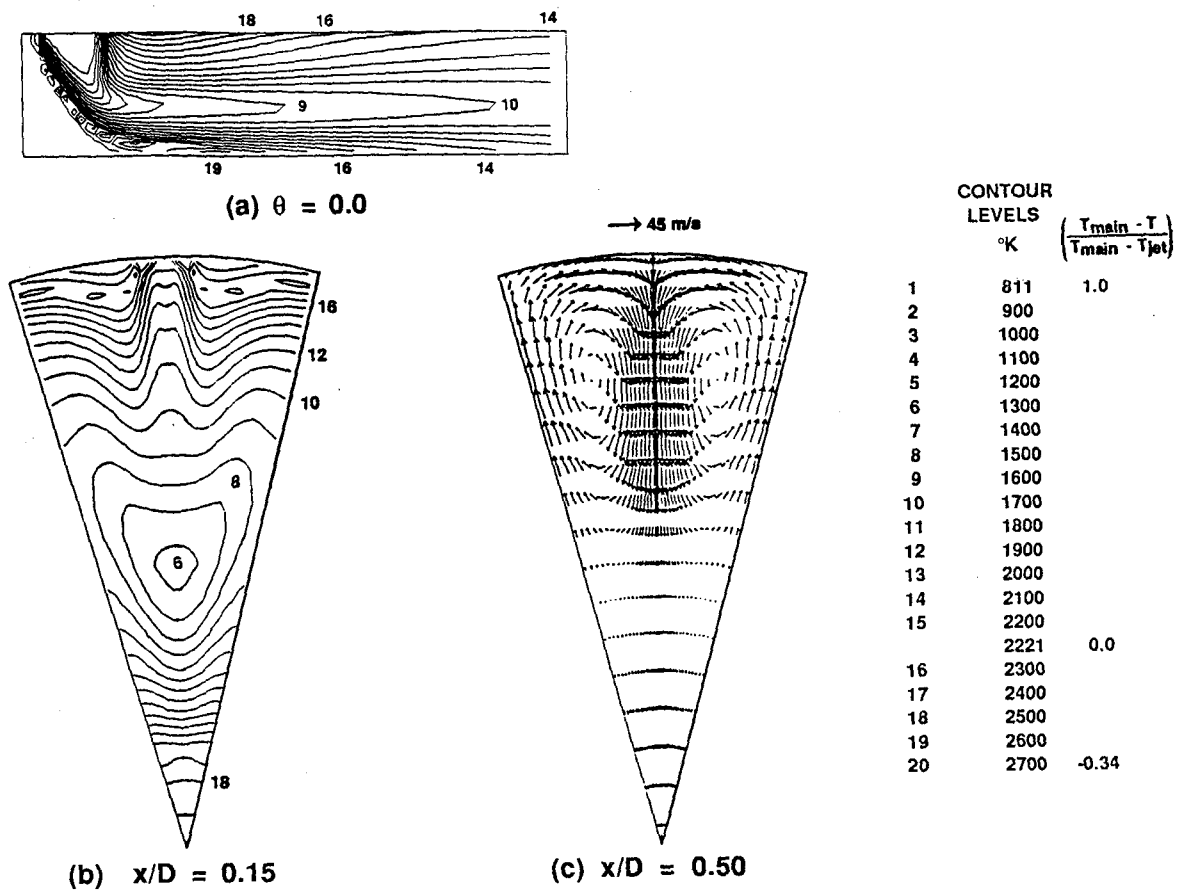 18 16 14
9 10
19 16 14
(a) θ = 0.0
16
12
10
8
6
18
(b) x/D = 0.15
→ 45 m/s
(c) x/D = 0.50
CONTOUR
LEVELS
°K (Tmain - T / Tmain - Tjet)
1 811 1.0
2 900
3 1000
4 1100
5 1200
6 1300
7 1400
8 1500
9 1600
10 1700
11 1800
12 1900
13 2000
14 2100
15 2200
2221 0.0
16 2300
17 2400
18 2500
19 2600
20 2700 -0.34